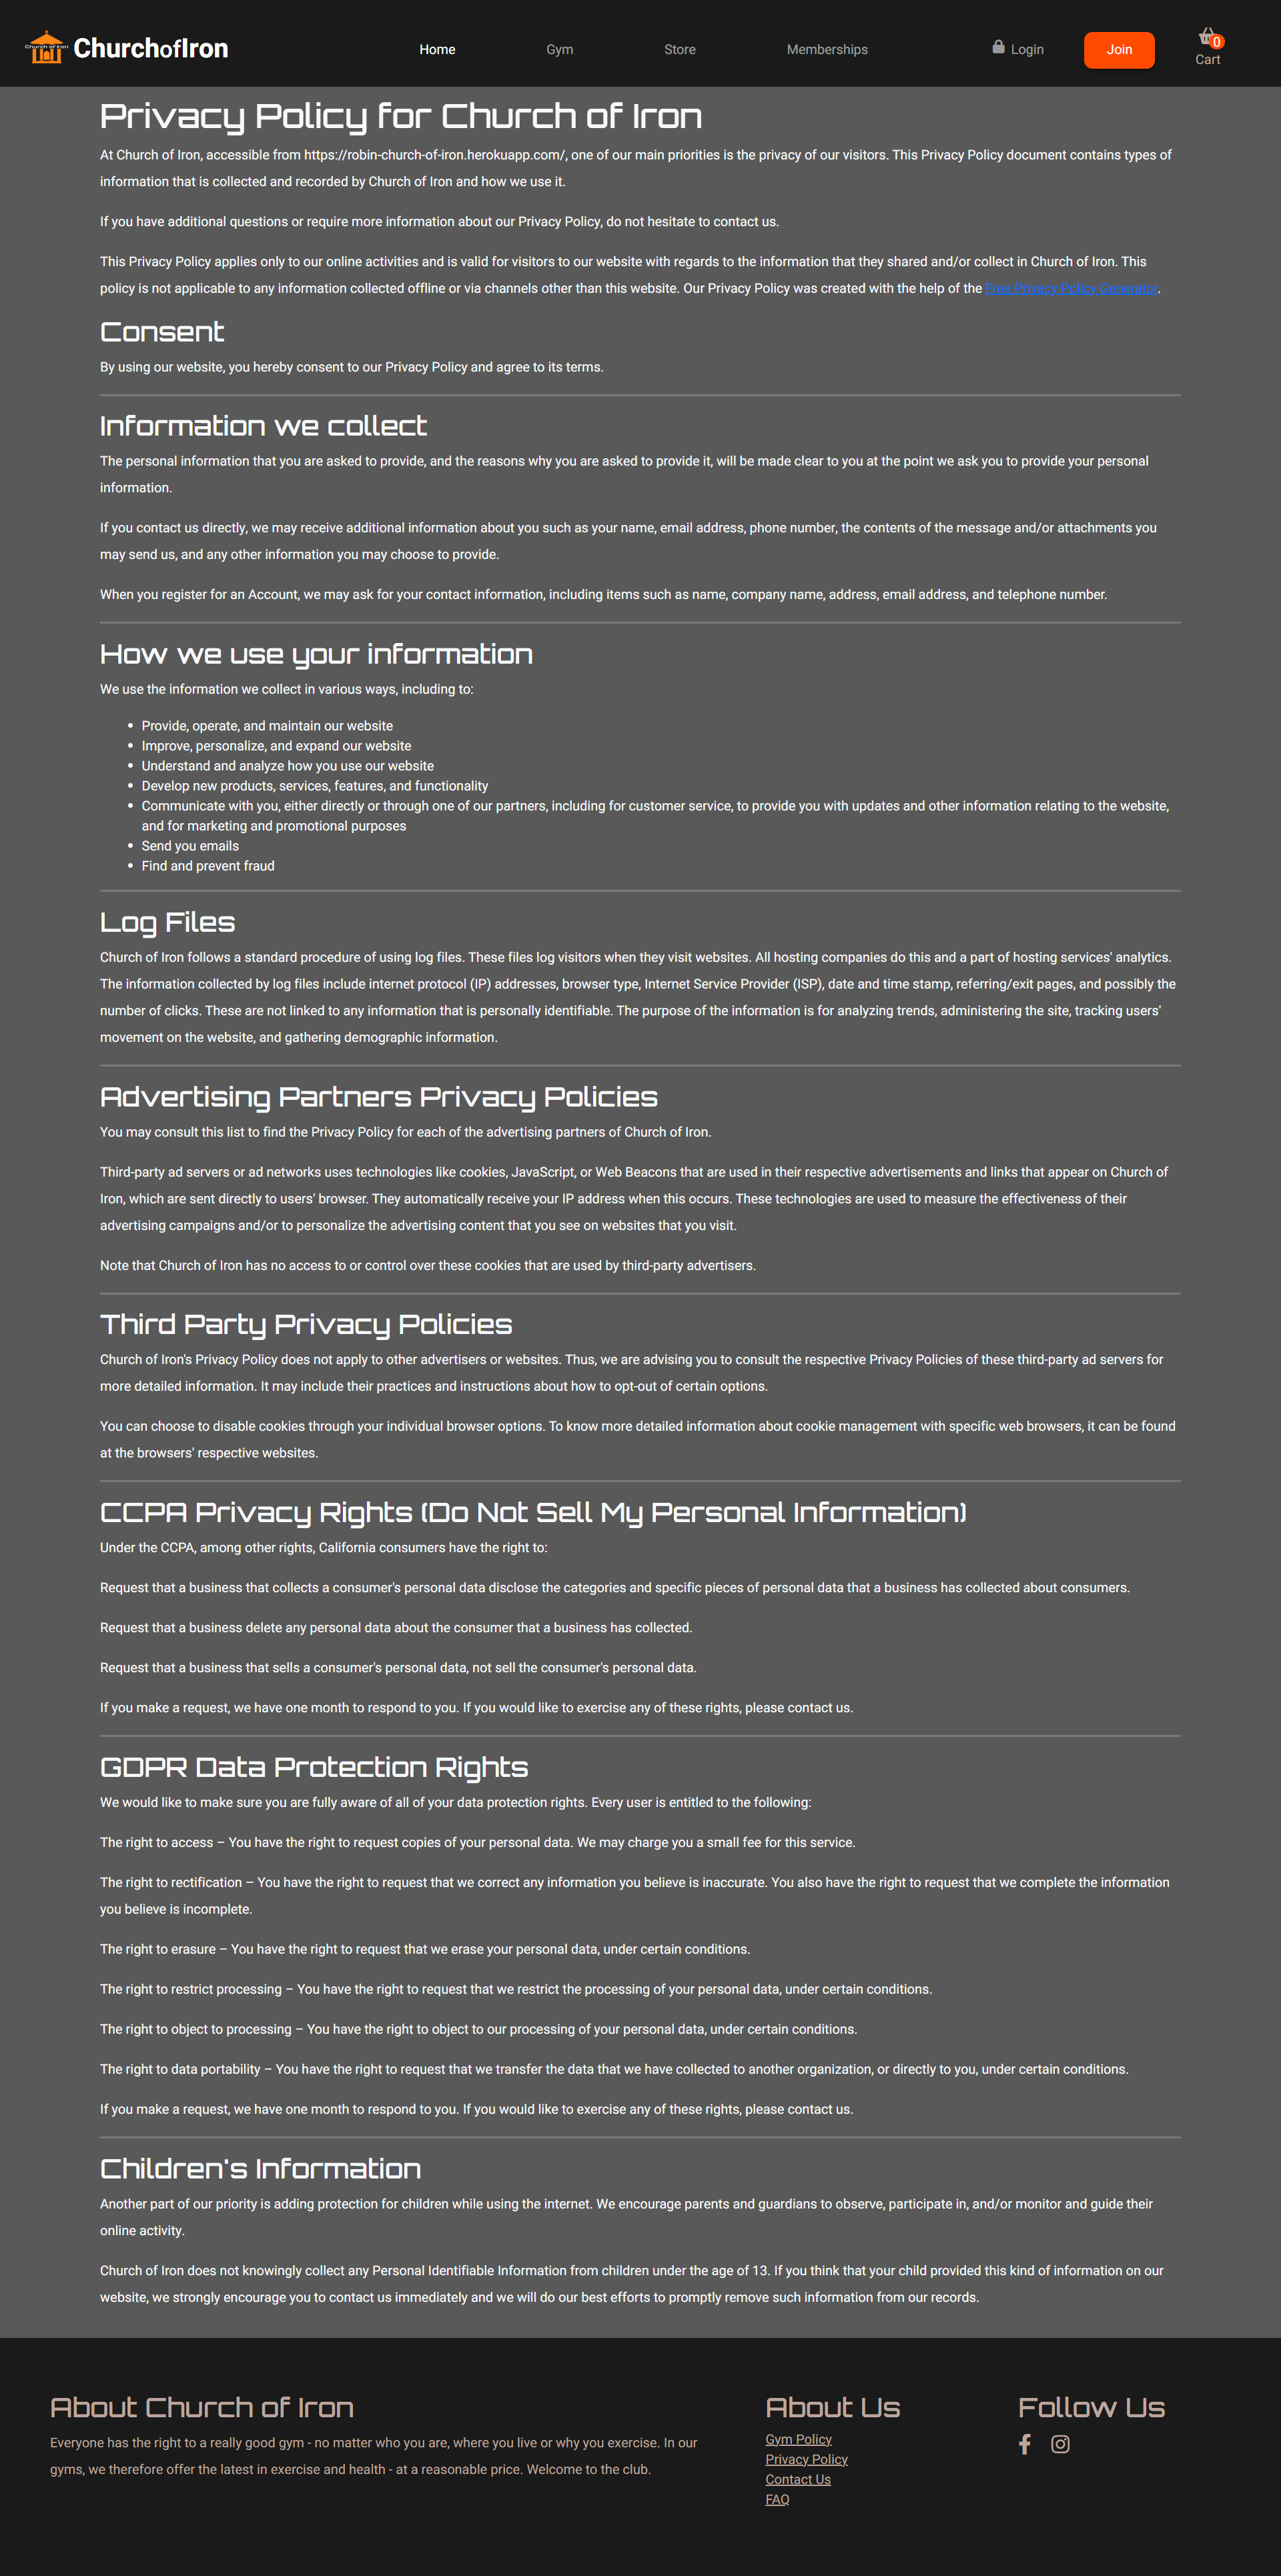 Church of Iron
ChurchofIron
Home
Gym
Store
Memberships
Login
Join
0
Cart
Privacy Policy for Church of Iron
At Church of Iron, accessible from https://robin-church-of-iron.herokuapp.com/, one of our main priorities is the privacy of our visitors. This Privacy Policy document contains types of
information that is collected and recorded by Church of Iron and how we use it.
If you have additional questions or require more information about our Privacy Policy, do not hesitate to contact us.
This Privacy Policy applies only to our online activities and is valid for visitors to our website with regards to the information that they shared and/or collect in Church of Iron. This
policy is not applicable to any information collected offline or via channels other than this website. Our Privacy Policy was created with the help of the Free Privacy Policy Generator.
Consent
By using our website, you hereby consent to our Privacy Policy and agree to its terms.
Information we collect
The personal information that you are asked to provide, and the reasons why you are asked to provide it, will be made clear to you at the point we ask you to provide your personal
information.
If you contact us directly, we may receive additional information about you such as your name, email address, phone number, the contents of the message and/or attachments you
may send us, and any other information you may choose to provide.
When you register for an Account, we may ask for your contact information, including items such as name, company name, address, email address, and telephone number.
How we use your information
We use the information we collect in various ways, including to:
• Provide, operate, and maintain our website
• Improve, personalize, and expand our website
• Understand and analyze how you use our website
• Develop new products, services, features, and functionality
• Communicate with you, either directly or through one of our partners, including for customer service, to provide you with updates and other information relating to the website,
and for marketing and promotional purposes
• Send you emails
• Find and prevent fraud
Log Files
Church of Iron follows a standard procedure of using log files. These files log visitors when they visit websites. All hosting companies do this and a part of hosting services' analytics.
The information collected by log files include internet protocol (IP) addresses, browser type, Internet Service Provider (ISP), date and time stamp, referring/exit pages, and possibly the
number of clicks. These are not linked to any information that is personally identifiable. The purpose of the information is for analyzing trends, administering the site, tracking users'
movement on the website, and gathering demographic information.
Advertising Partners Privacy Policies
You may consult this list to find the Privacy Policy for each of the advertising partners of Church of Iron.
Third-party ad servers or ad networks uses technologies like cookies, JavaScript, or Web Beacons that are used in their respective advertisements and links that appear on Church of
Iron, which are sent directly to users' browser. They automatically receive your IP address when this occurs. These technologies are used to measure the effectiveness of their
advertising campaigns and/or to personalize the advertising content that you see on websites that you visit.
Note that Church of Iron has no access to or control over these cookies that are used by third-party advertisers.
Third Party Privacy Policies
Church of Iron's Privacy Policy does not apply to other advertisers or websites. Thus, we are advising you to consult the respective Privacy Policies of these third-party ad servers for
more detailed information. It may include their practices and instructions about how to opt-out of certain options.
You can choose to disable cookies through your individual browser options. To know more detailed information about cookie management with specific web browsers, it can be found
at the browsers' respective websites.
CCPA Privacy Rights (Do Not Sell My Personal Information)
Under the CCPA, among other rights, California consumers have the right to:
Request that a business that collects a consumer's personal data disclose the categories and specific pieces of personal data that a business has collected about consumers.
Request that a business delete any personal data about the consumer that a business has collected.
Request that a business that sells a consumer's personal data, not sell the consumer's personal data.
If you make a request, we have one month to respond to you. If you would like to exercise any of these rights, please contact us.
GDPR Data Protection Rights
We would like to make sure you are fully aware of all of your data protection rights. Every user is entitled to the following:
The right to access – You have the right to request copies of your personal data. We may charge you a small fee for this service.
The right to rectification – You have the right to request that we correct any information you believe is inaccurate. You also have the right to request that we complete the information
you believe is incomplete.
The right to erasure – You have the right to request that we erase your personal data, under certain conditions.
The right to restrict processing – You have the right to request that we restrict the processing of your personal data, under certain conditions.
The right to object to processing – You have the right to object to our processing of your personal data, under certain conditions.
The right to data portability – You have the right to request that we transfer the data that we have collected to another organization, or directly to you, under certain conditions.
If you make a request, we have one month to respond to you. If you would like to exercise any of these rights, please contact us.
Children's Information
Another part of our priority is adding protection for children while using the internet. We encourage parents and guardians to observe, participate in, and/or monitor and guide their
online activity.
Church of Iron does not knowingly collect any Personal Identifiable Information from children under the age of 13. If you think that your child provided this kind of information on our
website, we strongly encourage you to contact us immediately and we will do our best efforts to promptly remove such information from our records.
About Church of Iron
Everyone has the right to a really good gym - no matter who you are, where you live or why you exercise. In our
gyms, we therefore offer the latest in exercise and health - at a reasonable price. Welcome to the club.
About Us
Gym Policy
Privacy Policy
Contact Us
FAQ
Follow Us